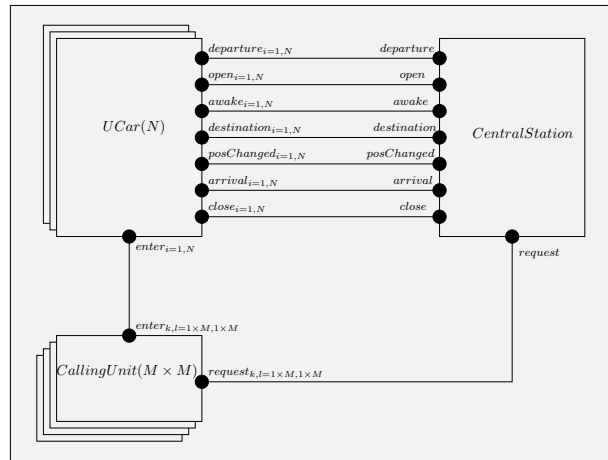 departure_{i=1,N} departure
open_{i=1,N} open
awake_{i=1,N} awake
UCar(N) destination_{i=1,N} destination CentralStation
posChanged_{i=1,N} posChanged
arrival_{i=1,N} arrival
close_{i=1,N} close
enter_{i=1,N} request
enter_{k,l=1×M,1×M}
CallingUnit(M × M) request_{k,l=1×M,1×M}